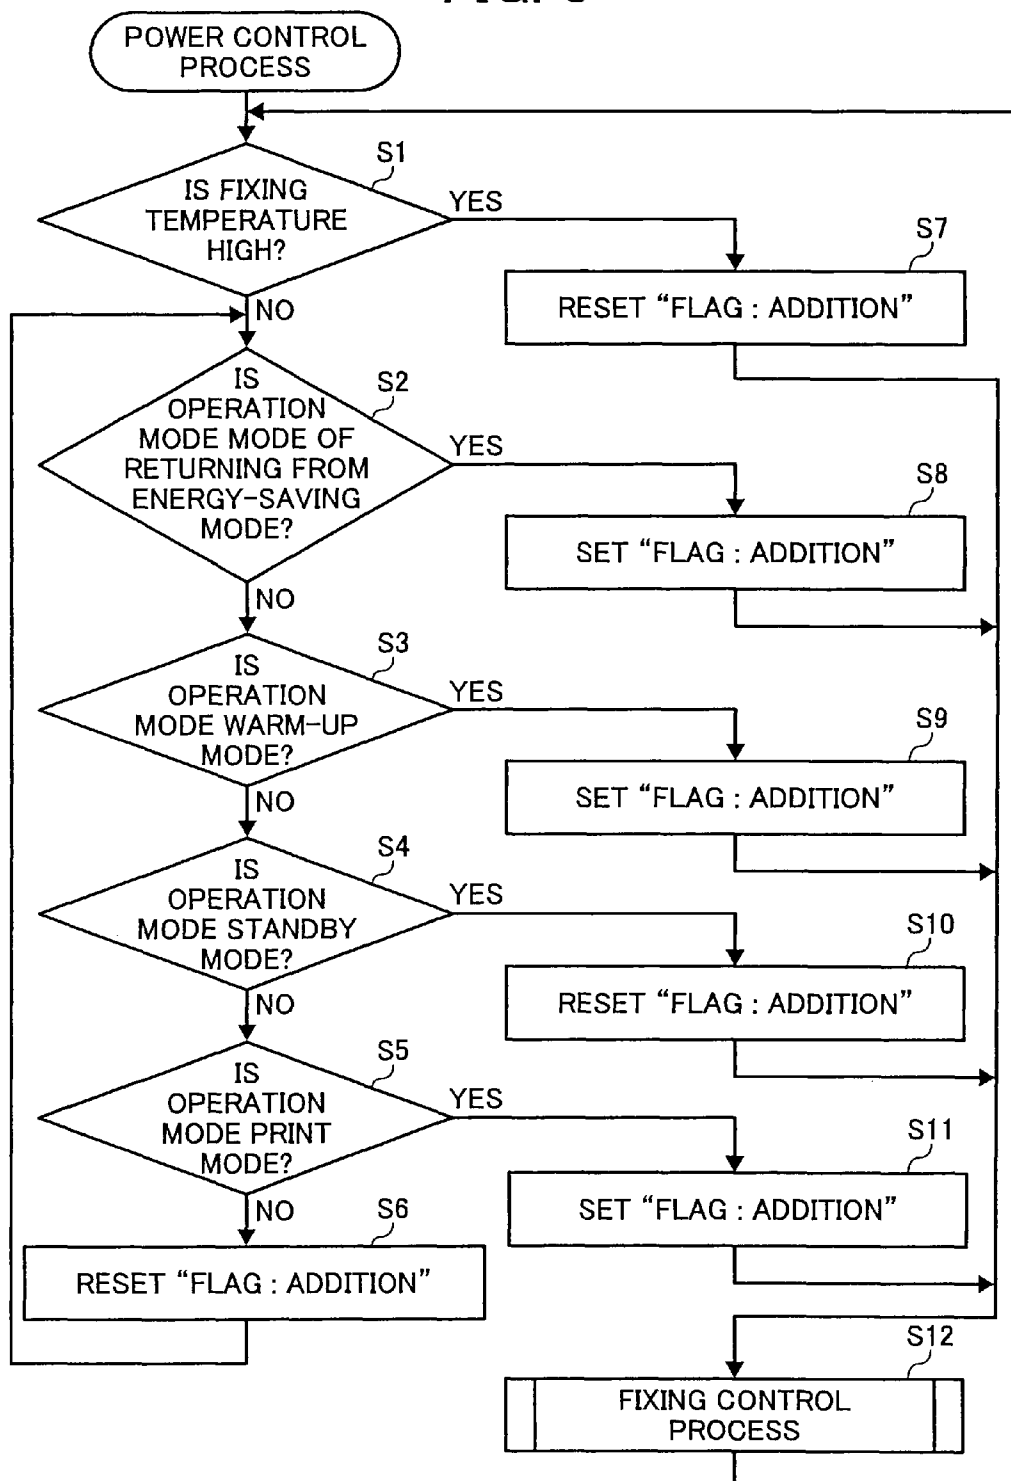 POWER CONTROL
PROCESS
S1
IS FIXING
TEMPERATURE
HIGH?
YES
NO
S7
RESET “FLAG : ADDITION”
S2
IS
OPERATION
MODE MODE OF
RETURNING FROM
ENERGY-SAVING
MODE?
YES
NO
S8
SET “FLAG : ADDITION”
S3
IS
OPERATION
MODE WARM-UP
MODE?
YES
NO
S9
SET “FLAG : ADDITION”
S4
IS
OPERATION
MODE STANDBY
MODE?
YES
NO
S10
RESET “FLAG : ADDITION”
S5
IS
OPERATION
MODE PRINT
MODE?
YES
NO
S11
SET “FLAG : ADDITION”
S6
RESET “FLAG : ADDITION”
S12
FIXING CONTROL
PROCESS